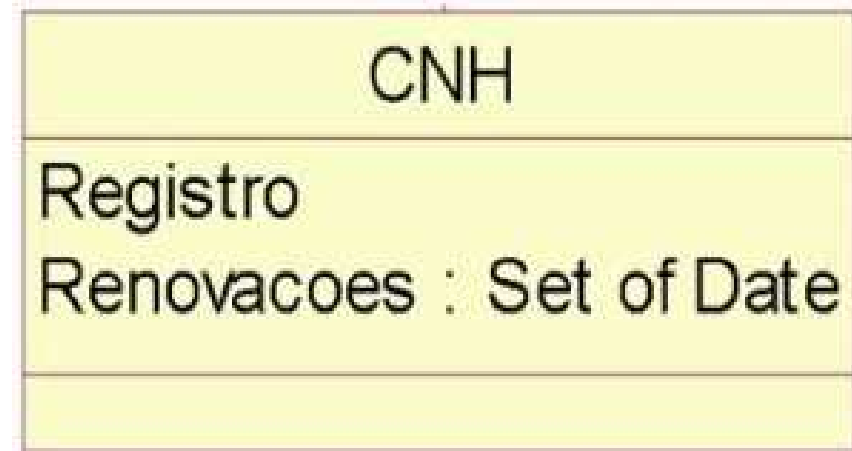 CNH
Registro
Renovacoes : Set of Date